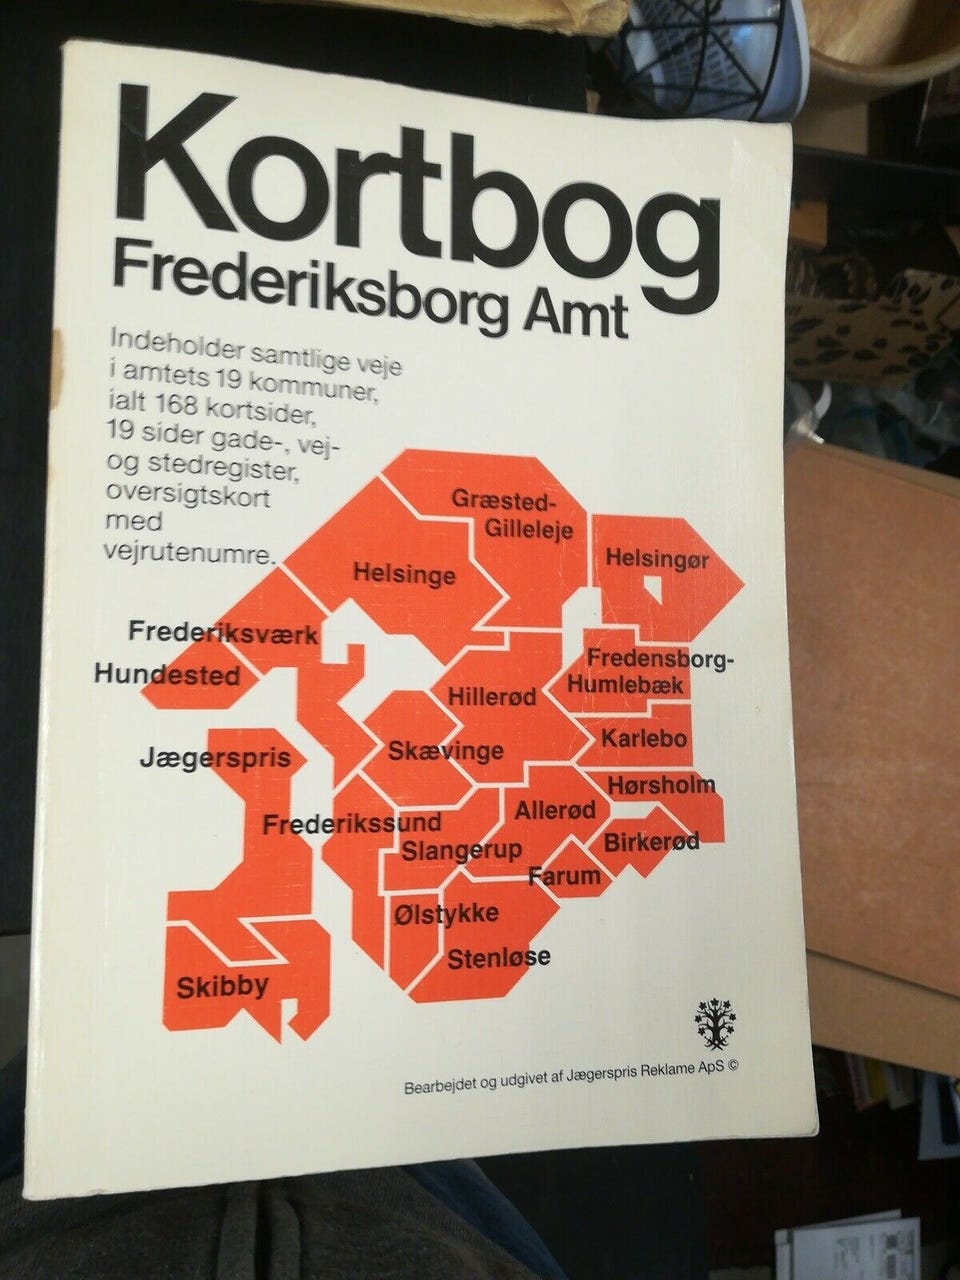 Kortbog
Frederiksborg Amt
Indeholder samtlige veje
i amtets 19 kommuner,
ialt 168 kortsider,
19 sider gade-, vej-
og stedregister,
oversigtskort
med
vejrutenumre.
Græsted-
Gilleleje
Helsingør
Helsinge
Frederiksværk
Hundested
Fredensborg-
Humlebæk
Hillerød
Karlebo
Skævinge
Jægerspris
Hørsholm
Allerød
Frederikssund
Slangerup
Birkerød
Farum
Ølstykke
Stenløse
Skibby
Bearbejdet og udgivet af Jægerspris Reklame ApS ©